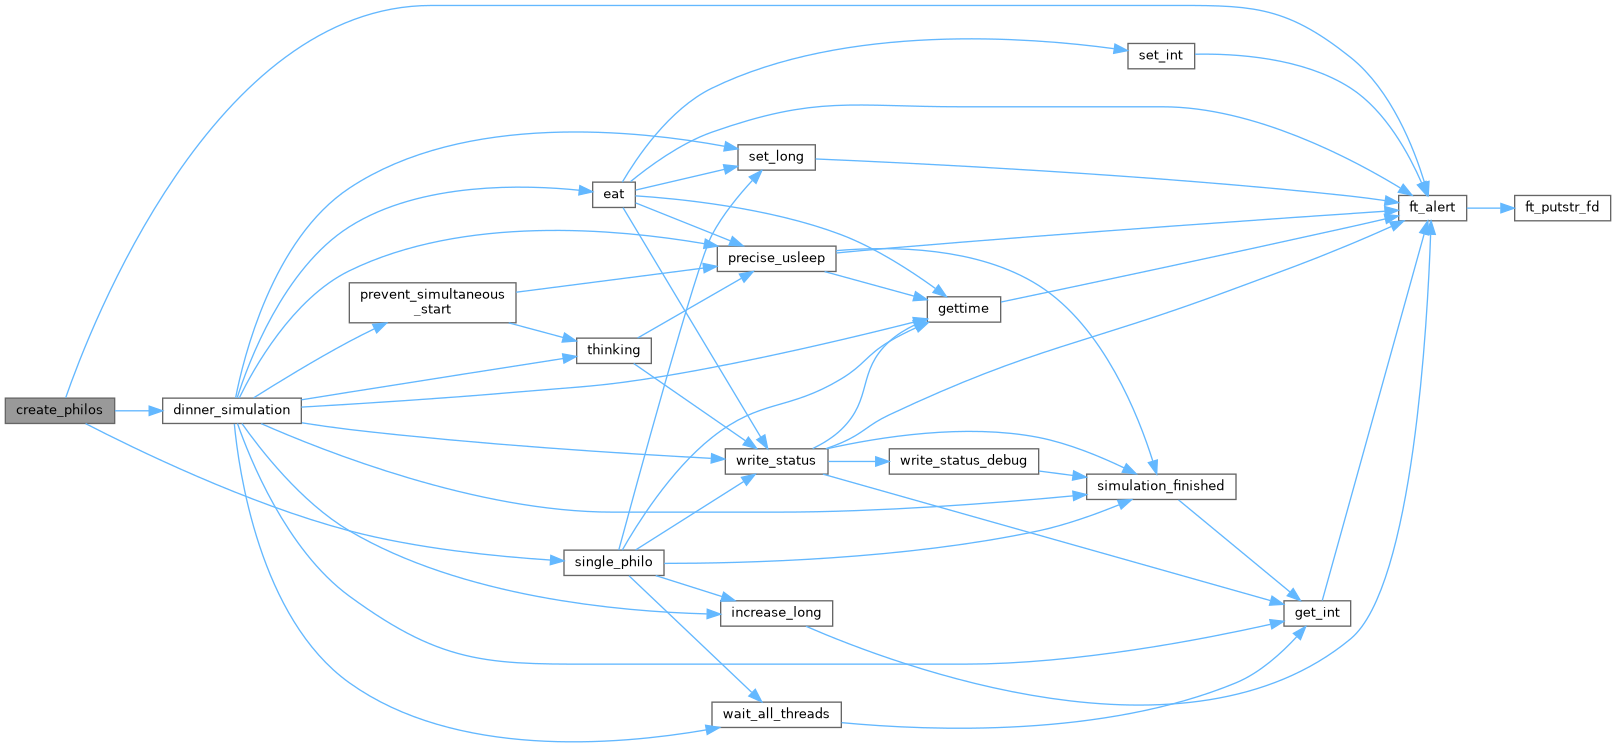 create_philos
dinner_simulation
prevent_simultaneous
_start
eat
thinking
single_philo
set_long
precise_usleep
write_status
increase_long
wait_all_threads
gettime
write_status_debug
set_int
simulation_finished
get_int
ft_alert
ft_putstr_fd